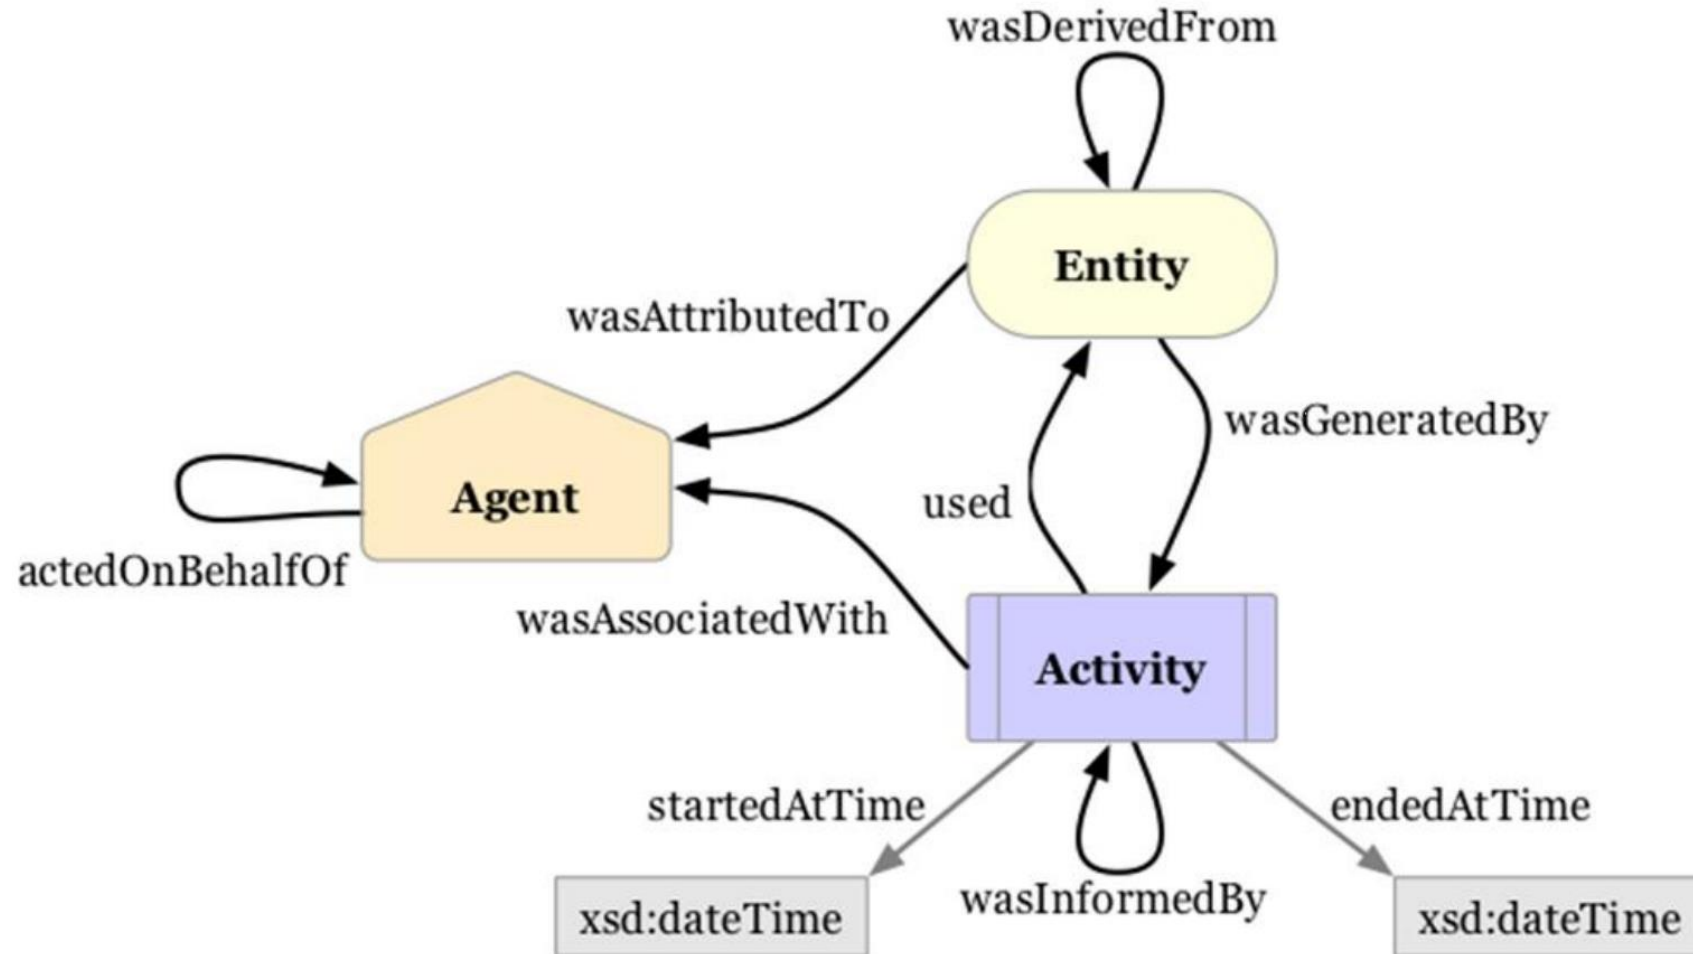 wasDerivedFrom
Entity
wasAttributedTo
wasGeneratedBy
Agent
used
actedOnBehalfOf
wasAssociatedWith
Activity
startedAtTime
endedAtTime
wasInformedBy
xsd:dateTime
xsd:dateTime